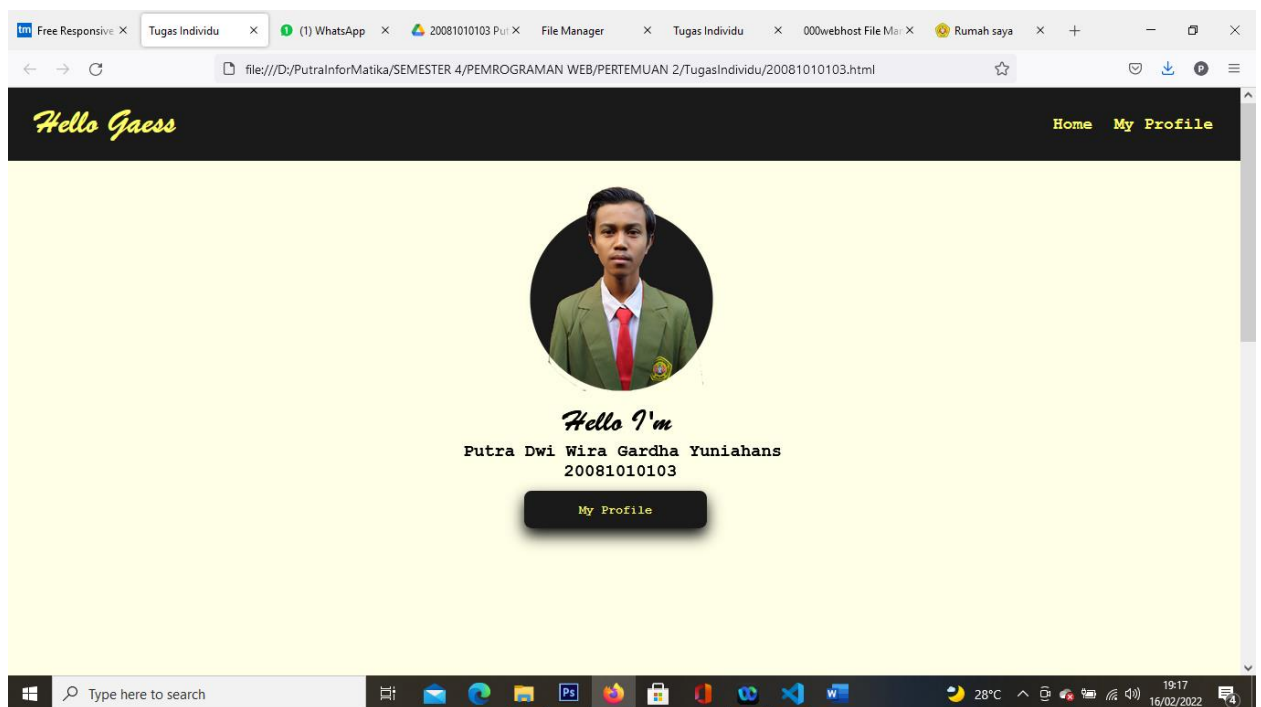 Free Responsive
Tugas Individu
(1) WhatsApp
20081010103 Put
File Manager
Tugas Individu
000webhost File Ma
Rumah saya
file:///D:/PutraInforMatika/SEMESTER 4/PEMROGRAMAN WEB/PERTEMUAN 2/TugasIndividu/20081010103.html
Hello Gaess
Home My Profile
Hello I'm
Putra Dwi Wira Gardha Yuniahans
20081010103
My Profile
Type here to search
28°C
19:17
16/02/2022